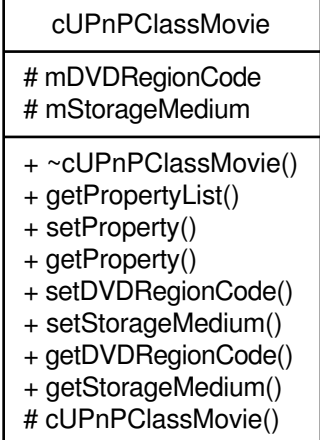 cUPnPClassMovie
# mDVDRegionCode
# mStorageMedium
+ ~cUPnPClassMovie()
+ getPropertyList()
+ setProperty()
+ getProperty()
+ setDVDRegionCode()
+ setStorageMedium()
+ getDVDRegionCode()
+ getStorageMedium()
# cUPnPClassMovie()